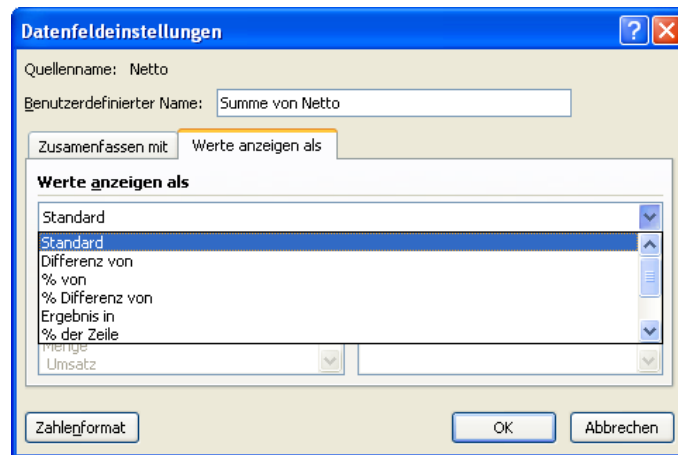 Datenfeldeinstellungen
Quellenname: Netto
Benutzerdefinierter Name: Summe von Netto
Zusamenfassen mit Werte anzeigen als
Werte anzeigen als
Standard
Standard
Differenz von
% von
% Differenz von
Ergebnis in
% der Zeile
Menge
Umsatz
Zahlenformat OK Abbrechen